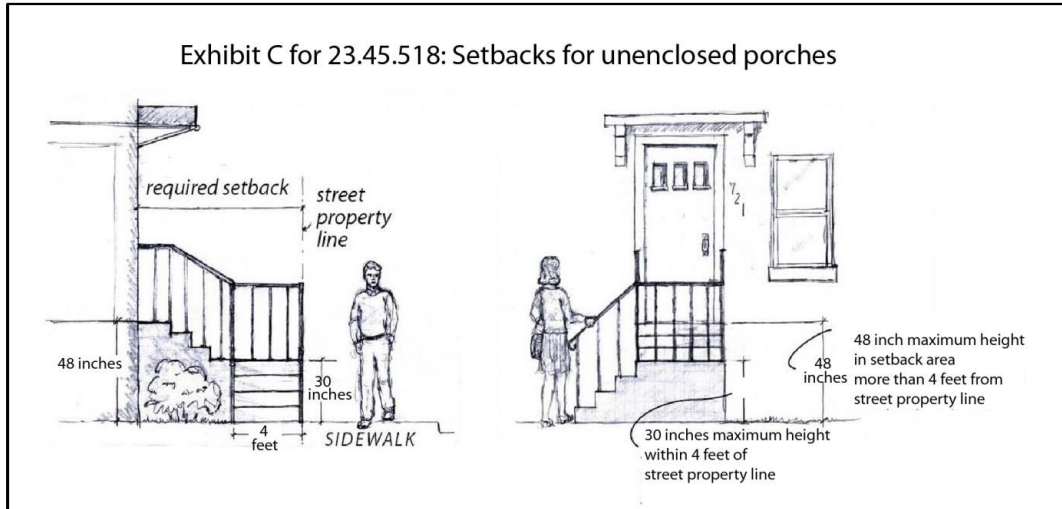 Exhibit C for 23.45.518: Setbacks for unenclosed porches
required setback
street
property
line
48 inches
30
inches
4
feet
SIDEWALK
721
48
inches
48 inch maximum height
in setback area
more than 4 feet from
street property line
30 inches maximum height
within 4 feet of
street property line